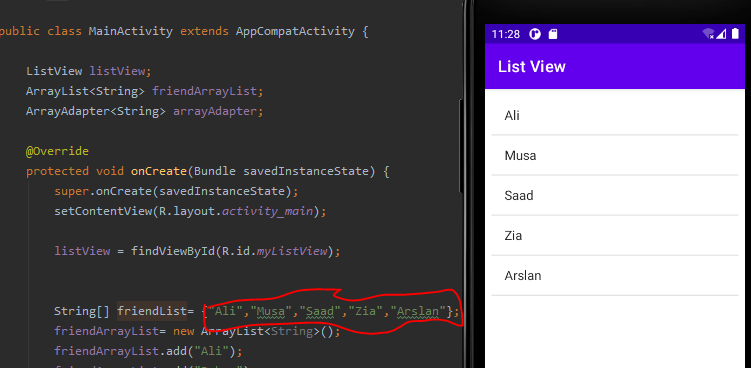 public class MainActivity extends AppCompatActivity {
ListView listView;
ArrayList<String> friendArrayList;
ArrayAdapter<String> arrayAdapter;
@Override
protected void onCreate(Bundle savedInstanceState) {
super.onCreate(savedInstanceState);
setContentView(R.layout.activity_main);
listView = findViewById(R.id.myListView);
String[] friendList= {"Ali","Musa","Saad","Zia","Arslan"};
friendArrayList= new ArrayList<String>();
friendArrayList.add("Ali");
11:28
List View
Ali
Musa
Saad
Zia
Arslan